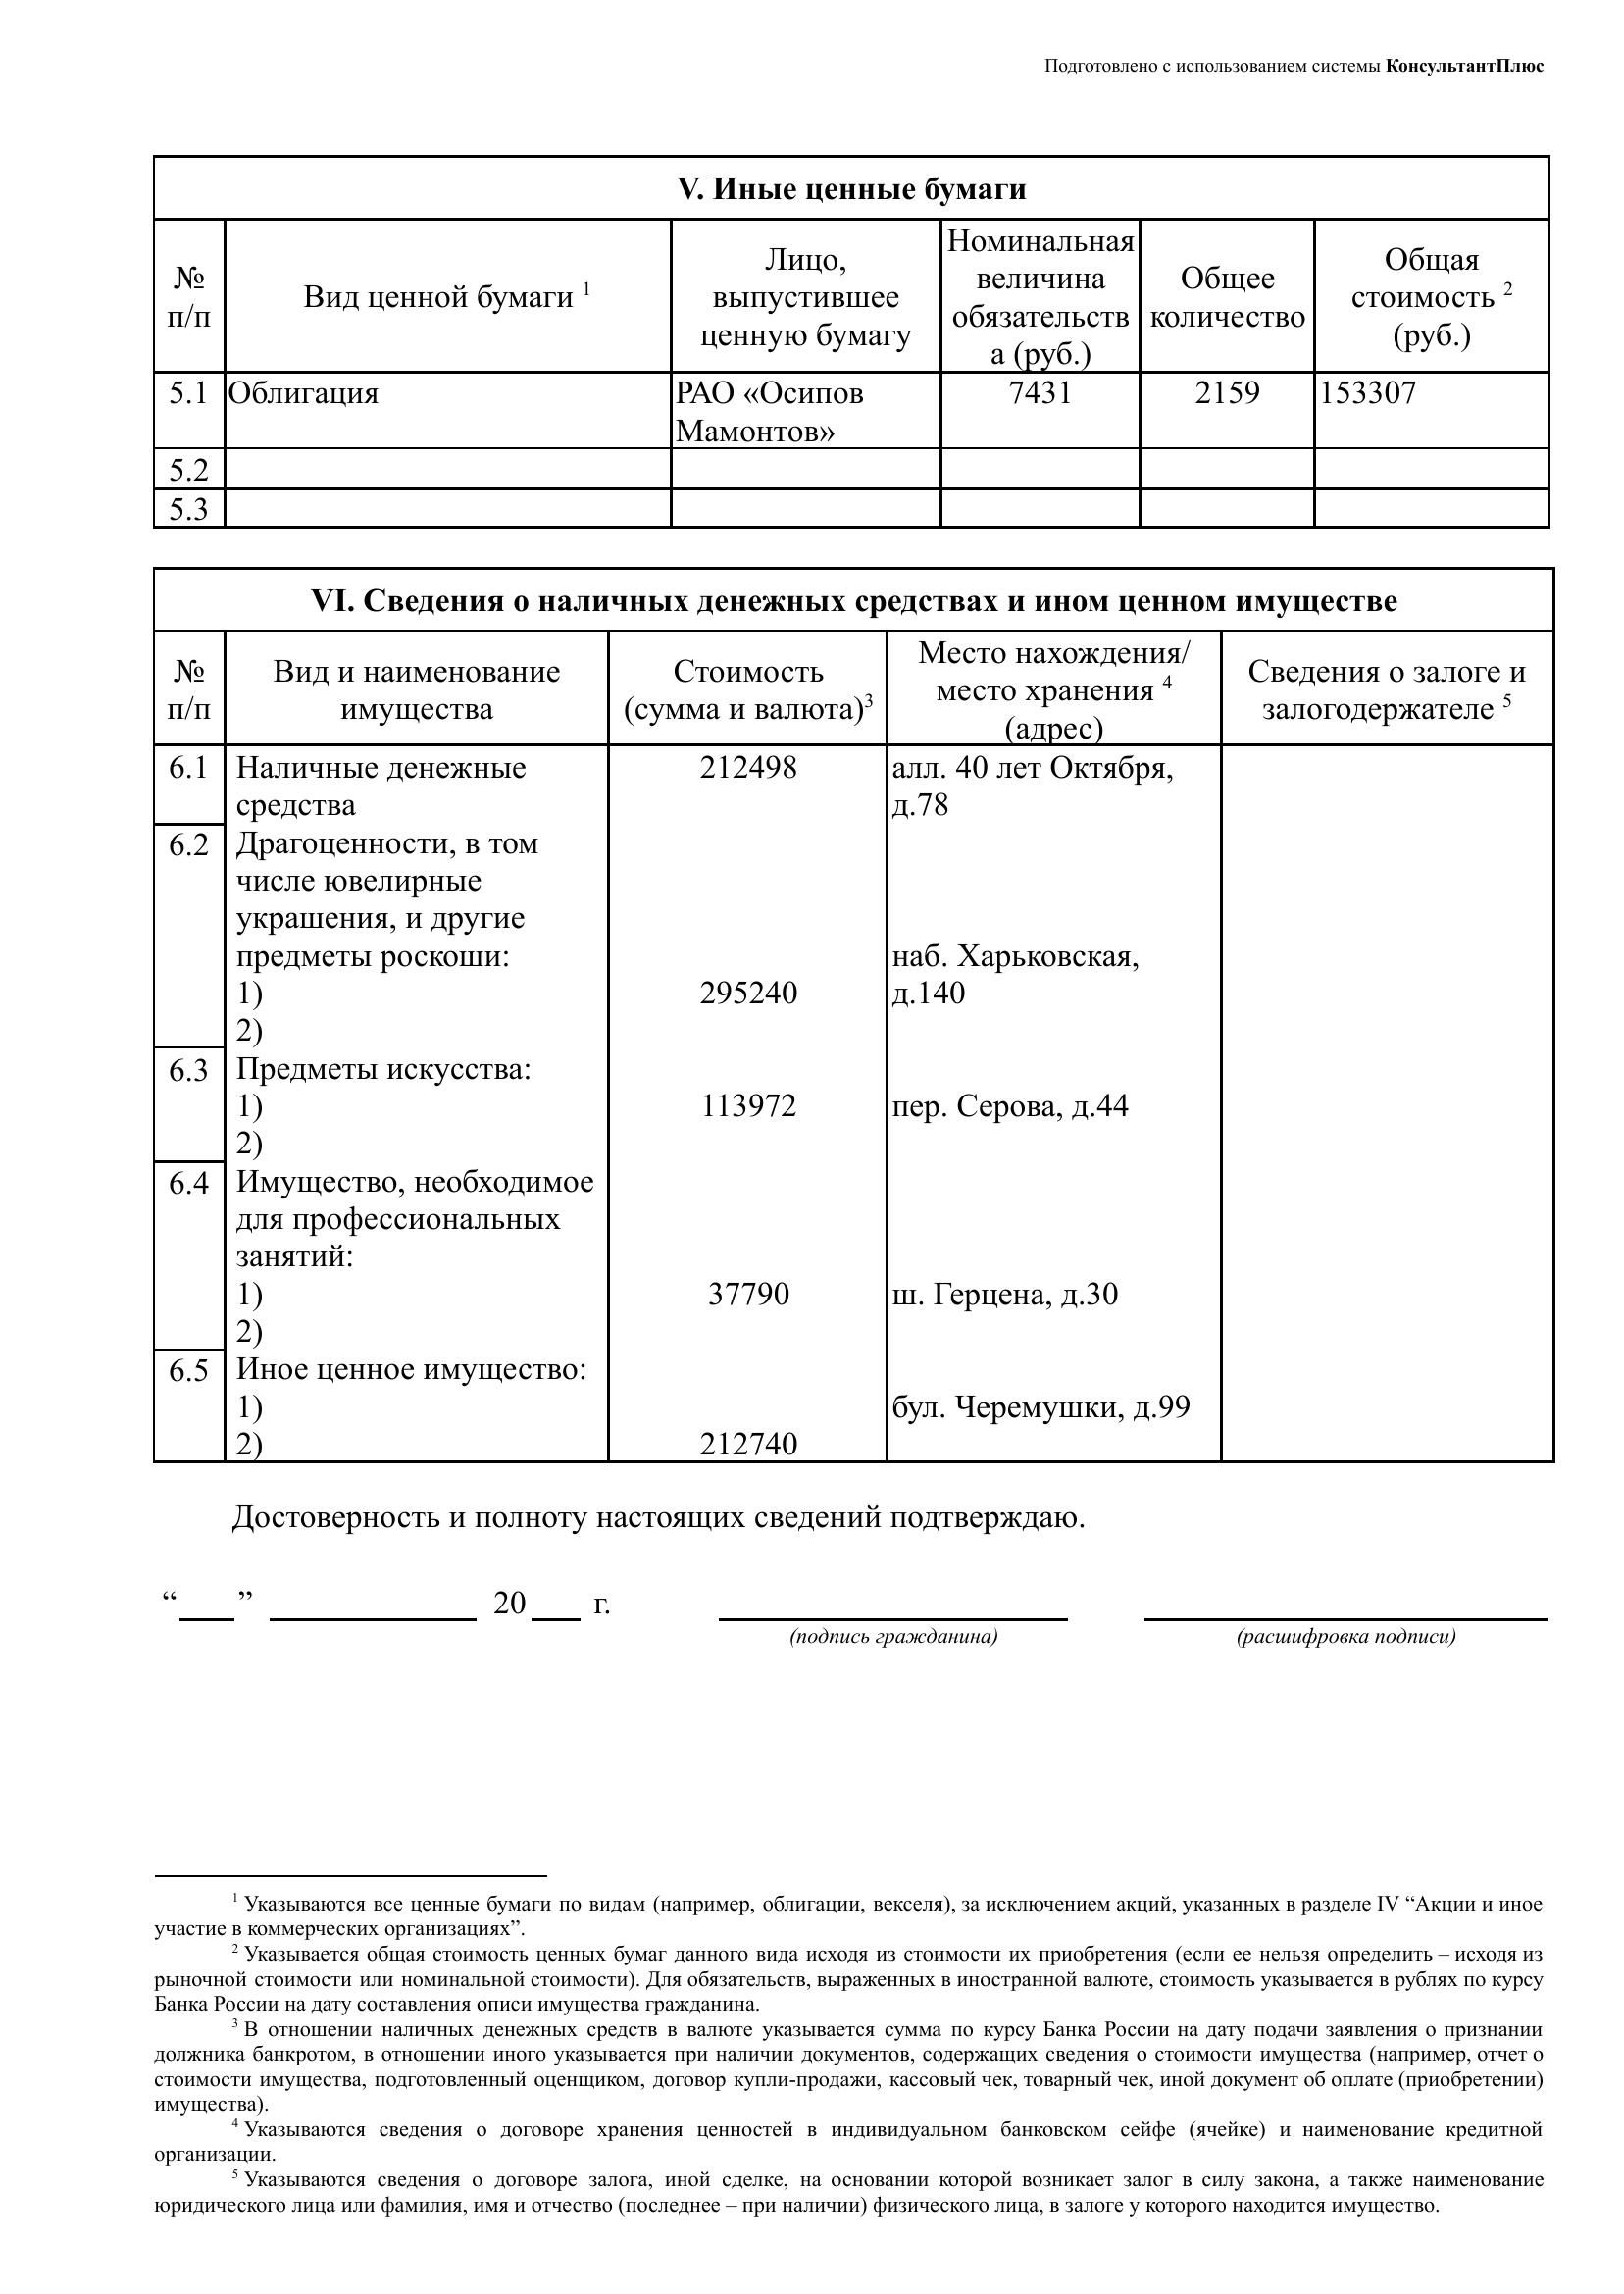 Подготовлено с использованием системы КонсультантПлюс
V. Иные ценные бумаги
№
п/п
Вид ценной бумаги 1
Лицо,
выпустившее
ценную бумагу
Номинальная
величина
обязательств
а (руб.)
Общее
количество
Общая
стоимость 2
(руб.)
5.1 Облигация РАО «Осипов 7431 2159 153307
Мамонтов»
5.2
5.3
VI. Сведения о наличных денежных средствах и ином ценном имуществе
№
п/п
Вид и наименование
имущества
Стоимость
(сумма и валюта)3
Место нахождения/
место хранения 4
(адрес)
Сведения о залоге и
залогодержателе 5
6.1 Наличные денежные 212498 алл. 40 лет Октября,
средства д.78
6.2 Драгоценности, в том
числе ювелирные
украшения, и другие
предметы роскоши: наб. Харьковская,
1) 295240 д.140
2)
6.3 Предметы искусства:
1) 113972 пер. Серова, д.44
2)
6.4 Имущество, необходимое
для профессиональных
занятий:
1) 37790 ш. Герцена, д.30
2)
6.5 Иное ценное имущество:
1) бул. Черемушки, д.99
2) 212740
Достоверность и полноту настоящих сведений подтверждаю.
“___” ____________ 20 ___ г.
(подпись гражданина) (расшифровка подписи)
1 Указываются все ценные бумаги по видам (например, облигации, векселя), за исключением акций, указанных в разделе IV “Акции и иное
участие в коммерческих организациях”.
2 Указывается общая стоимость ценных бумаг данного вида исходя из стоимости их приобретения (если ее нельзя определить – исходя из
рыночной стоимости или номинальной стоимости). Для обязательств, выраженных в иностранной валюте, стоимость указывается в рублях по курсу
Банка России на дату составления описи имущества гражданина.
3 В отношении наличных денежных средств в валюте указывается сумма по курсу Банка России на дату подачи заявления о признании
должника банкротом, в отношении иного указывается при наличии документов, содержащих сведения о стоимости имущества (например, отчет о
стоимости имущества, подготовленный оценщиком, договор купли-продажи, кассовый чек, товарный чек, иной документ об оплате (приобретении)
имущества).
4 Указываются сведения о договоре хранения ценностей в индивидуальном банковском сейфе (ячейке) и наименование кредитной
организации.
5 Указываются сведения о договоре залога, иной сделке, на основании которой возникает залог в силу закона, а также наименование
юридического лица или фамилия, имя и отчество (последнее – при наличии) физического лица, в залоге у которого находится имущество.